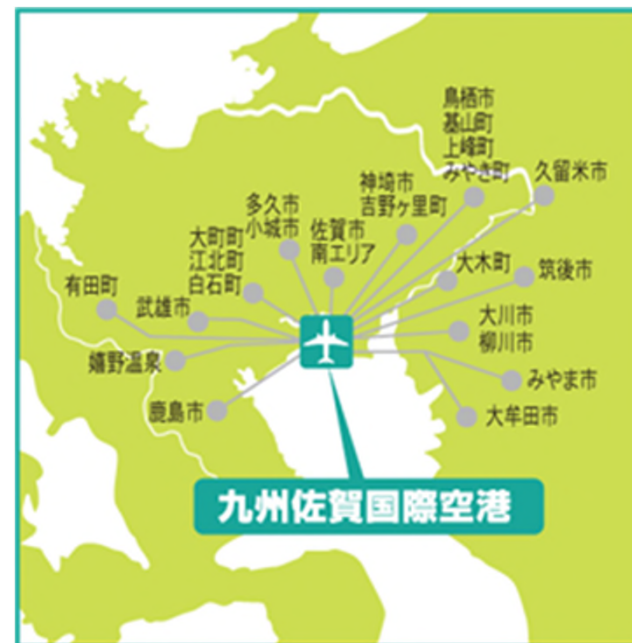 鳥栖市
基山町
上峰町
みやき町
久留米市
神埼市
吉野ヶ里町
多久市
小城市
佐賀市
南エリア
大町町
江北町
白石町
大木町
筑後市
有田町
武雄市
大川市
柳川市
嬉野温泉
みやま市
鹿島市
大牟田市
九州佐賀国際空港